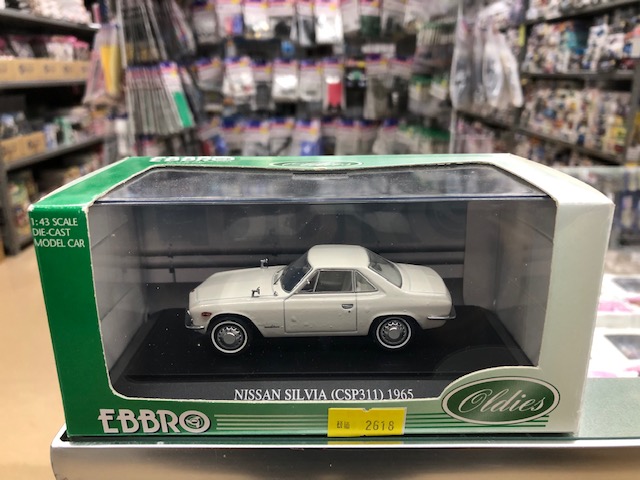 EBBRO
1:43 SCALE
DIE-CAST
MODEL CAR
NISSAN SILVIA (CSP311) 1965
Oldies
EBBRO
2618